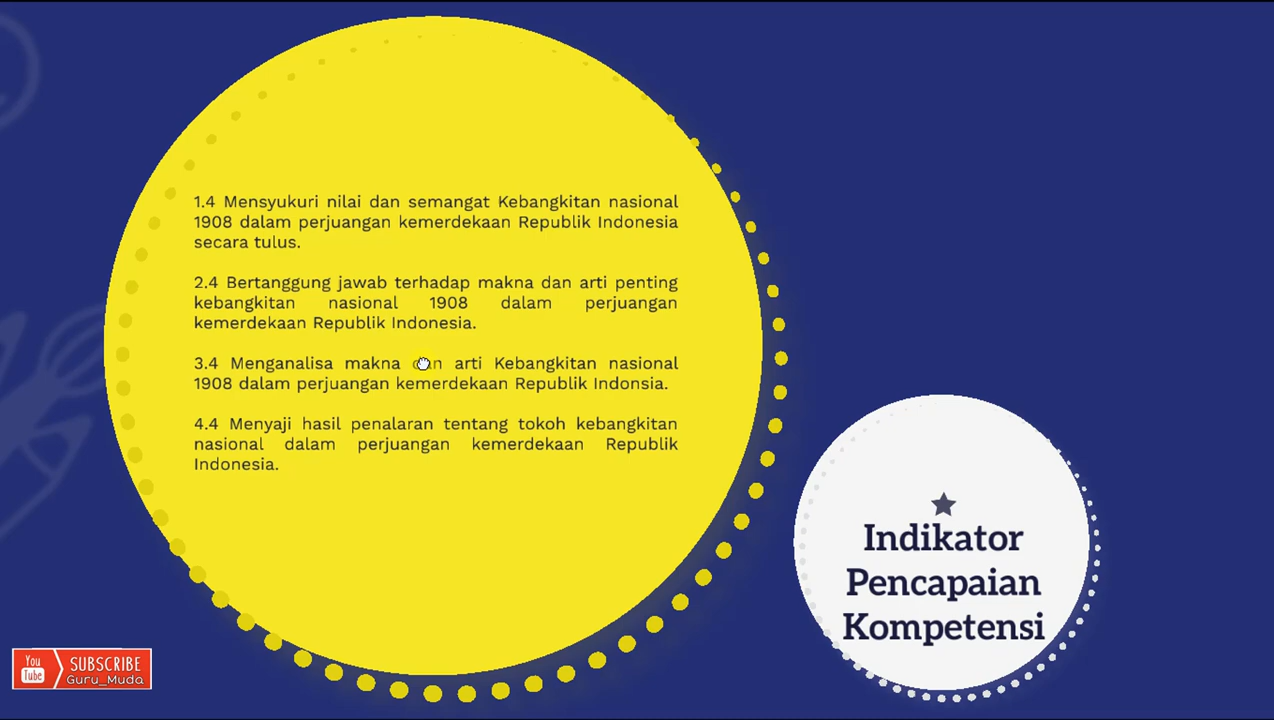 1.4 Mensyukuri nilai dan semangat Kebangkitan nasional
1908 dalam perjuangan kemerdekaan Republik Indonesia
secara tulus.
2.4 Bertanggung jawab terhadap makna dan arti penting
kebangkitan nasional 1908 dalam perjuangan
kemerdekaan Republik Indonesia.
3.4 Menganalisa makna dan arti Kebangkitan nasional
1908 dalam perjuangan kemerdekaan Republik Indonsia.
4.4 Menyaji hasil penalaran tentang tokoh kebangkitan
nasional dalam perjuangan kemerdekaan Republik
Indonesia.
Indikator
Pencapaian
Kompetensi
You
Tube
SUBSCRIBE
Guru_Muda